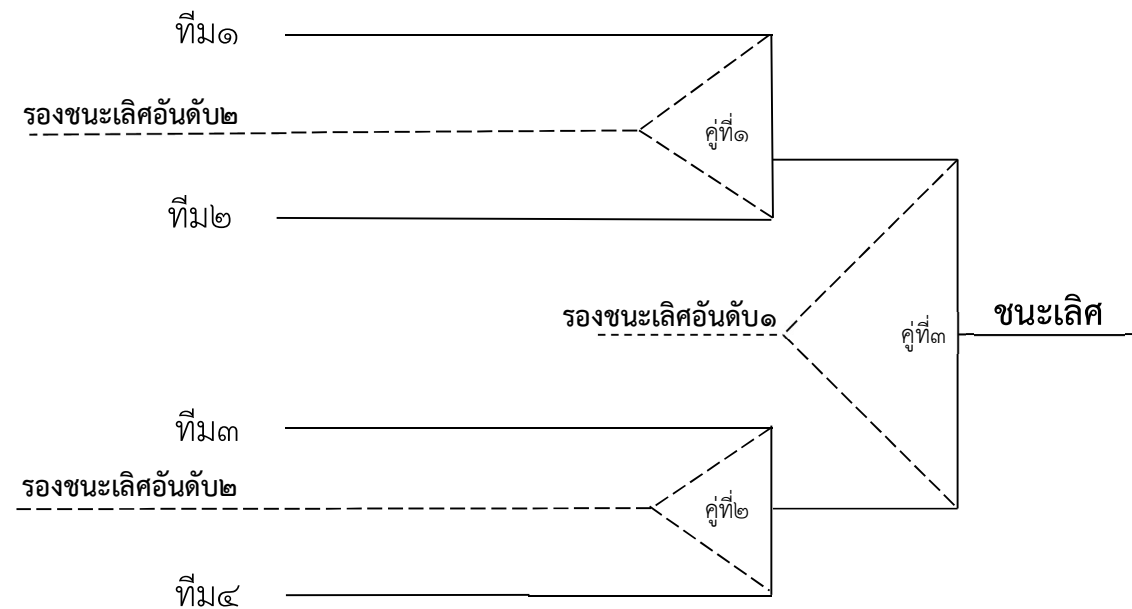 ทีม๑
รองชนะเลิศอันดับ๒
คู่ที่๑
ทีม๒
รองชนะเลิศอันดับ๑
ชนะเลิศ
คู่ที่๓
ทีม๓
รองชนะเลิศอันดับ๒
คู่ที่๒
ทีม๔